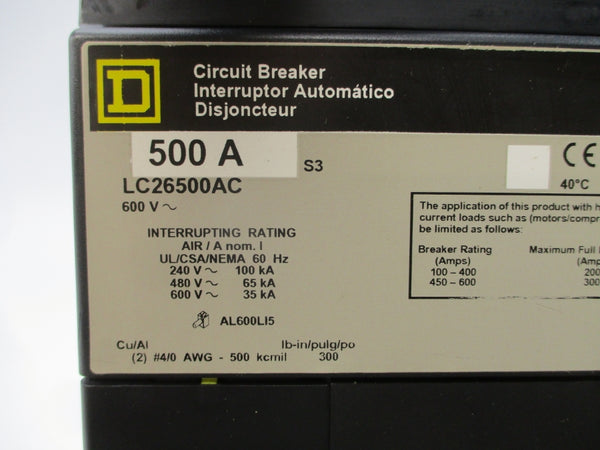 D
Circuit Breaker
Interruptor Automático
Disjoncteur
500 A
S3
LC26500AC
600 V ~
CE
40°C
INTERRUPTING RATING
AIR / A nom. I
UL/CSA/NEMA 60 Hz
240 V ~ 100 kA
480 V ~ 65 kA
600 V ~ 35 kA
AL600LI5
Cu/Al lb-in/pulg/po
(2) #4/0 AWG - 500 kcmil 300
The application of this product with
current loads such as (motors/compr
be limited as follows:
Breaker Rating Maximum Full
(Amps) (Amp
100 – 400 200
450 – 600 300